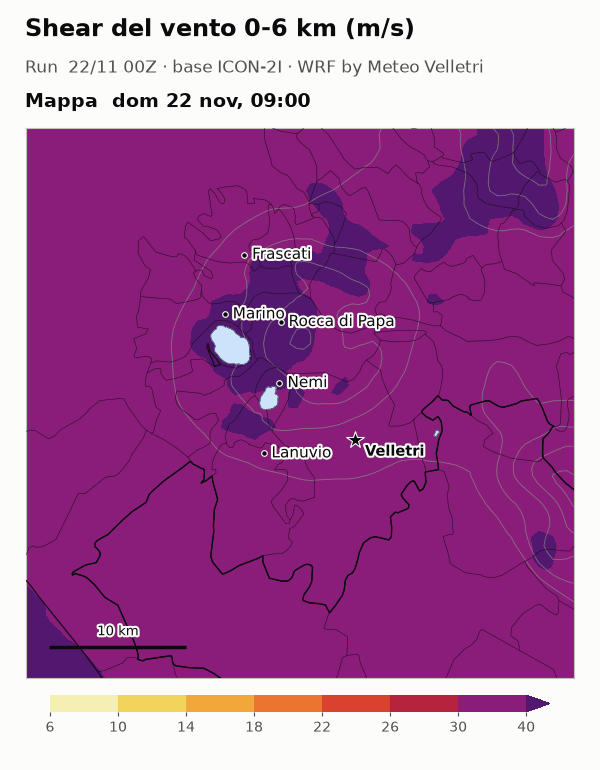 Shear del vento 0-6 km (m/s)
Run  22/11 00Z · base ICON-2I · WRF by Meteo Velletri
Mappa  dom 22 nov, 09:00
Frascati
Marino
Rocca di Papa
Nemi
Velletri
Lanuvio
10 km
6 10 14 18 22 26 30 40